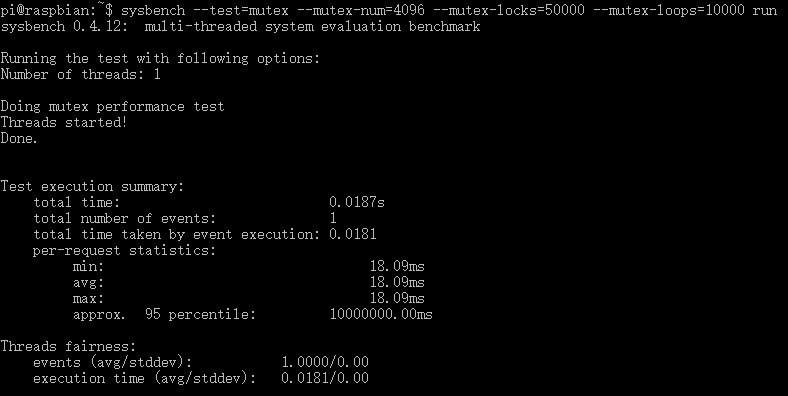 pi@raspbian:~$ sysbench --test=mutex --mutex-num=4096 --mutex-locks=50000 --mutex-loops=10000 run
sysbench 0.4.12:  multi-threaded system evaluation benchmark

Running the test with following options:
Number of threads: 1

Doing mutex performance test
Threads started!
Done.


Test execution summary:
    total time:                          0.0187s
    total number of events:              1
    total time taken by event execution: 0.0181
    per-request statistics:
         min:                                 18.09ms
         avg:                                 18.09ms
         max:                                 18.09ms
         approx.  95 percentile:         10000000.00ms

Threads fairness:
    events (avg/stddev):           1.0000/0.00
    execution time (avg/stddev):   0.0181/0.00